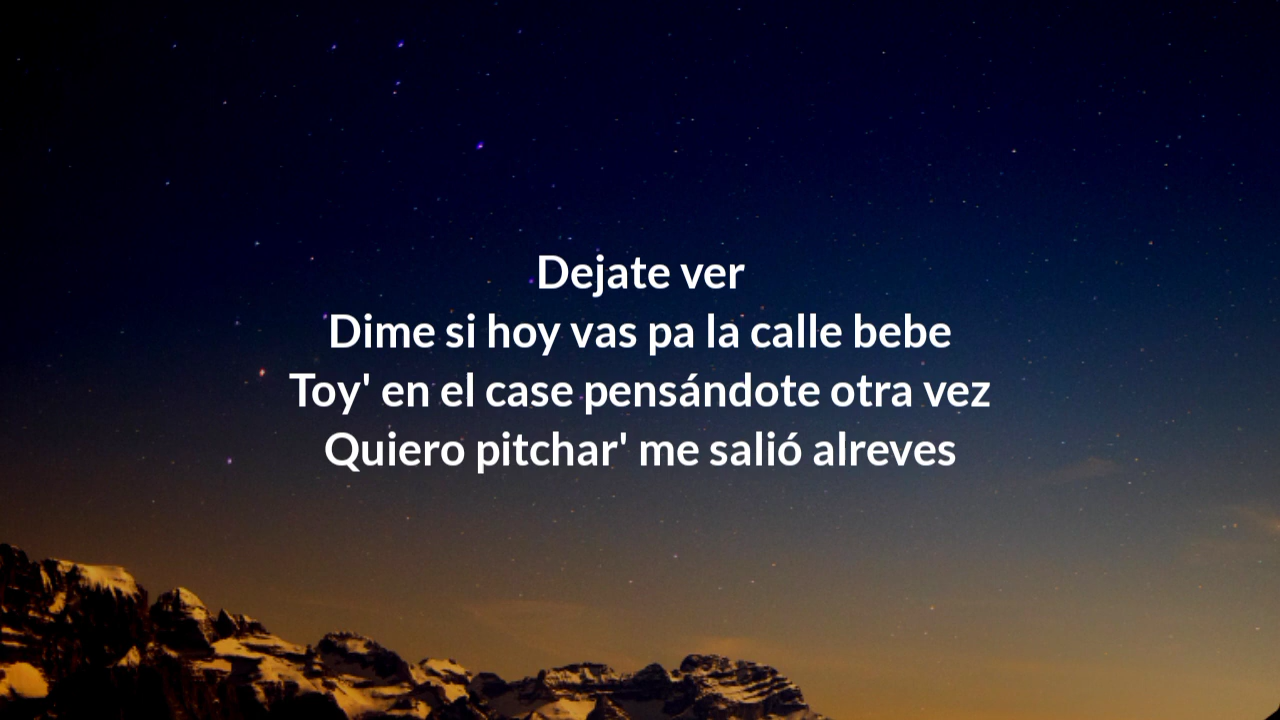 Dejate ver
Dime si hoy vas pa la calle bebe
Toy' en el case pensándote otra vez
Quiero pitchar' me salió alreves